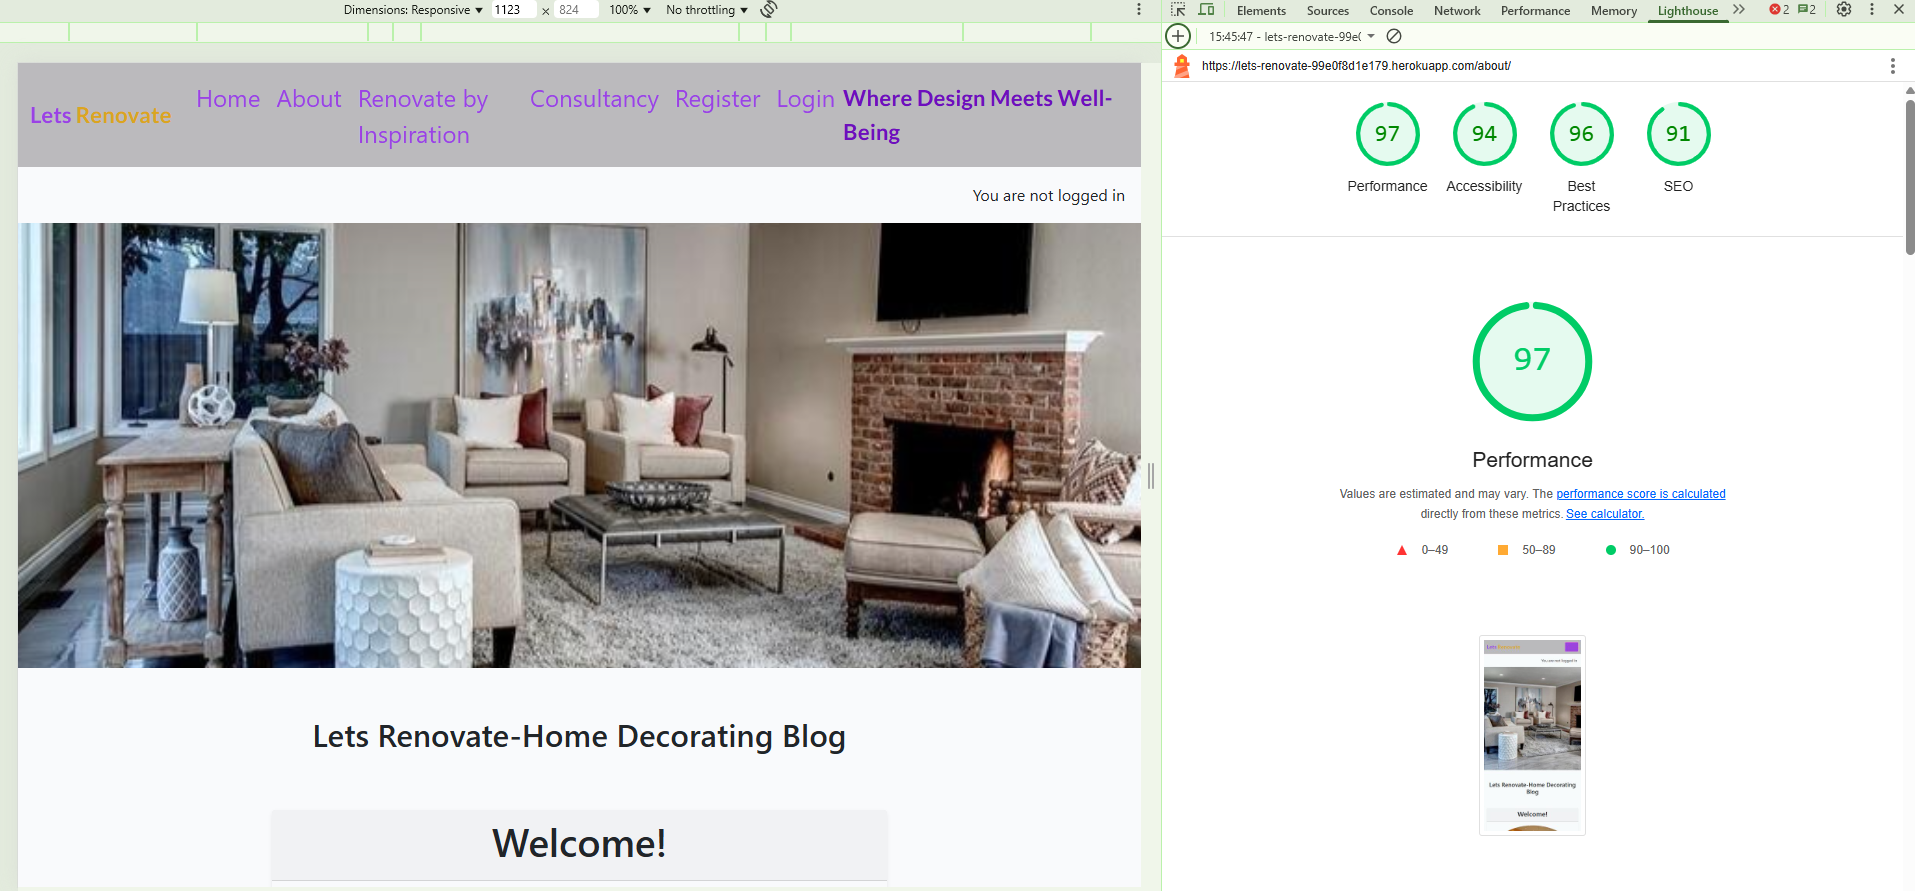 Dimensions: Responsive 1123 × 824 100% No throttling
Elements Sources Console Network Performance Memory Lighthouse 2 2
15:45:47 - lets-renovate-99e0
https://lets-renovate-99e0f8d1e179.herokuapp.com/about/
Lets Renovate
Home About Renovate by Inspiration Consultancy Register Login
Where Design Meets Well-
Being
You are not logged in
Lets Renovate-Home Decorating Blog
Welcome!
97 94 96 91
Performance Accessibility Best Practices SEO
97
Performance
Values are estimated and may vary. The performance score is calculated
directly from these metrics. See calculator.
0–49 50–89 90–100
Lets Renovate
You are not logged in
Lets Renovate-Home Decorating
Blog
Welcome!